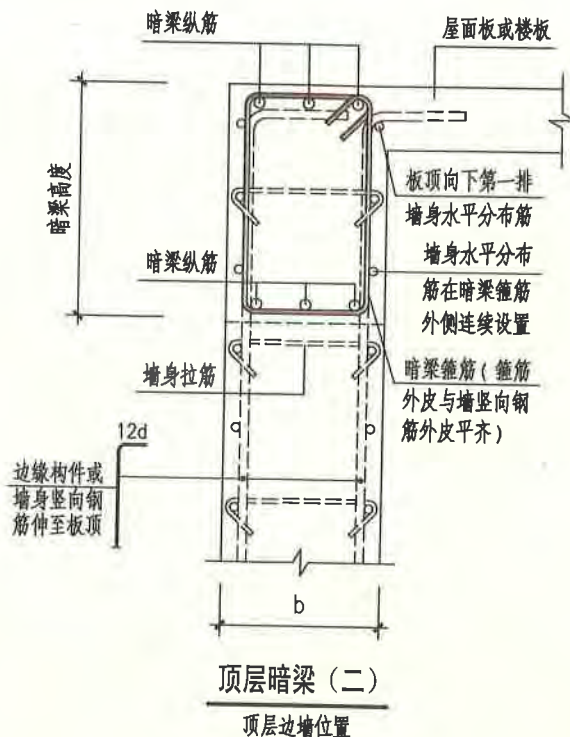 暗梁纵筋
屋面板或楼板
暗梁高度
板顶向下第一排
墙身水平分布筋
暗梁纵筋
墙身水平分布
筋在暗梁箍筋
外侧连续设置
墙身拉筋
暗梁箍筋（箍筋
外皮与墙竖向钢
筋外皮平齐）
12d
边缘构件或
墙身竖向钢
筋伸至板顶
b
顶层暗梁（二）
顶层边墙位置